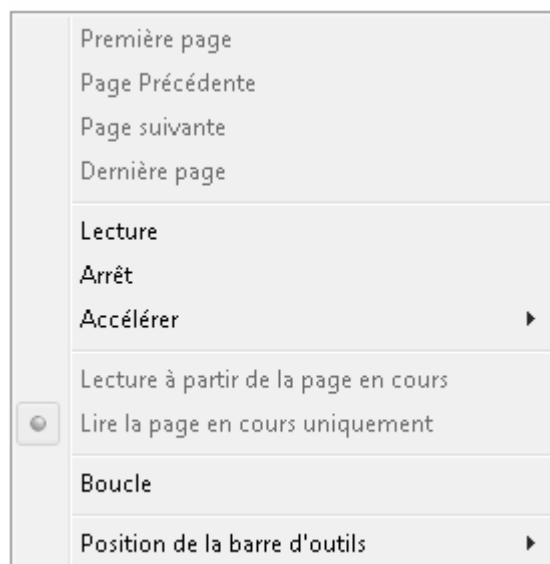 Première page
Page Précédente
Page suivante
Dernière page
Lecture
Arrêt
Accélérer
Lecture à partir de la page en cours
Lire la page en cours uniquement
Boucle
Position de la barre d'outils